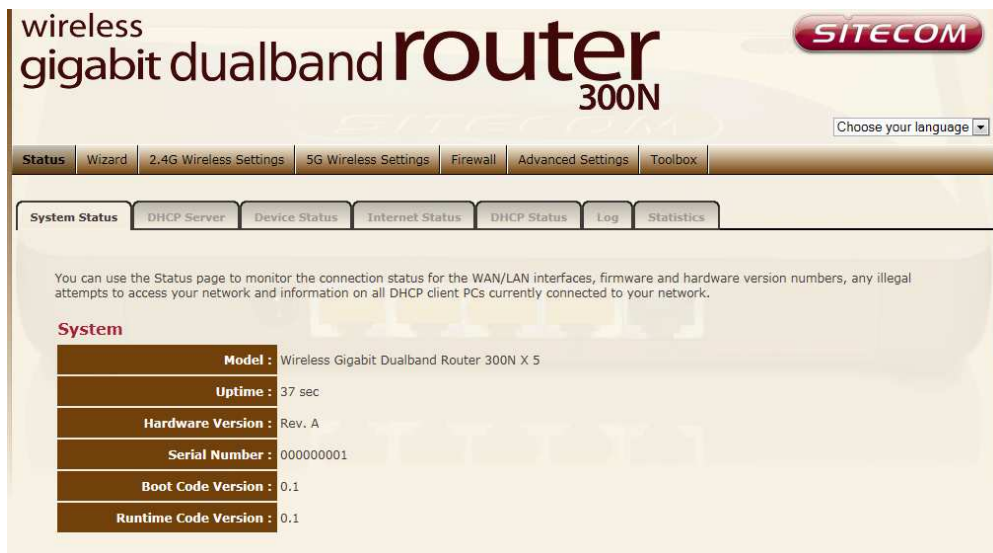 wireless
gigabit dualband router
300N
SITECOM
Choose your language
Status Wizard 2.4G Wireless Settings 5G Wireless Settings Firewall Advanced Settings Toolbox
System Status DHCP Server Device Status Internet Status DHCP Status Log Statistics
You can use the Status page to monitor the connection status for the WAN/LAN interfaces, firmware and hardware version numbers, any illegal
attempts to access your network and information on all DHCP client PCs currently connected to your network.
System
Model : Wireless Gigabit Dualband Router 300N X 5
Uptime : 37 sec
Hardware Version : Rev. A
Serial Number : 000000001
Boot Code Version : 0.1
Runtime Code Version : 0.1